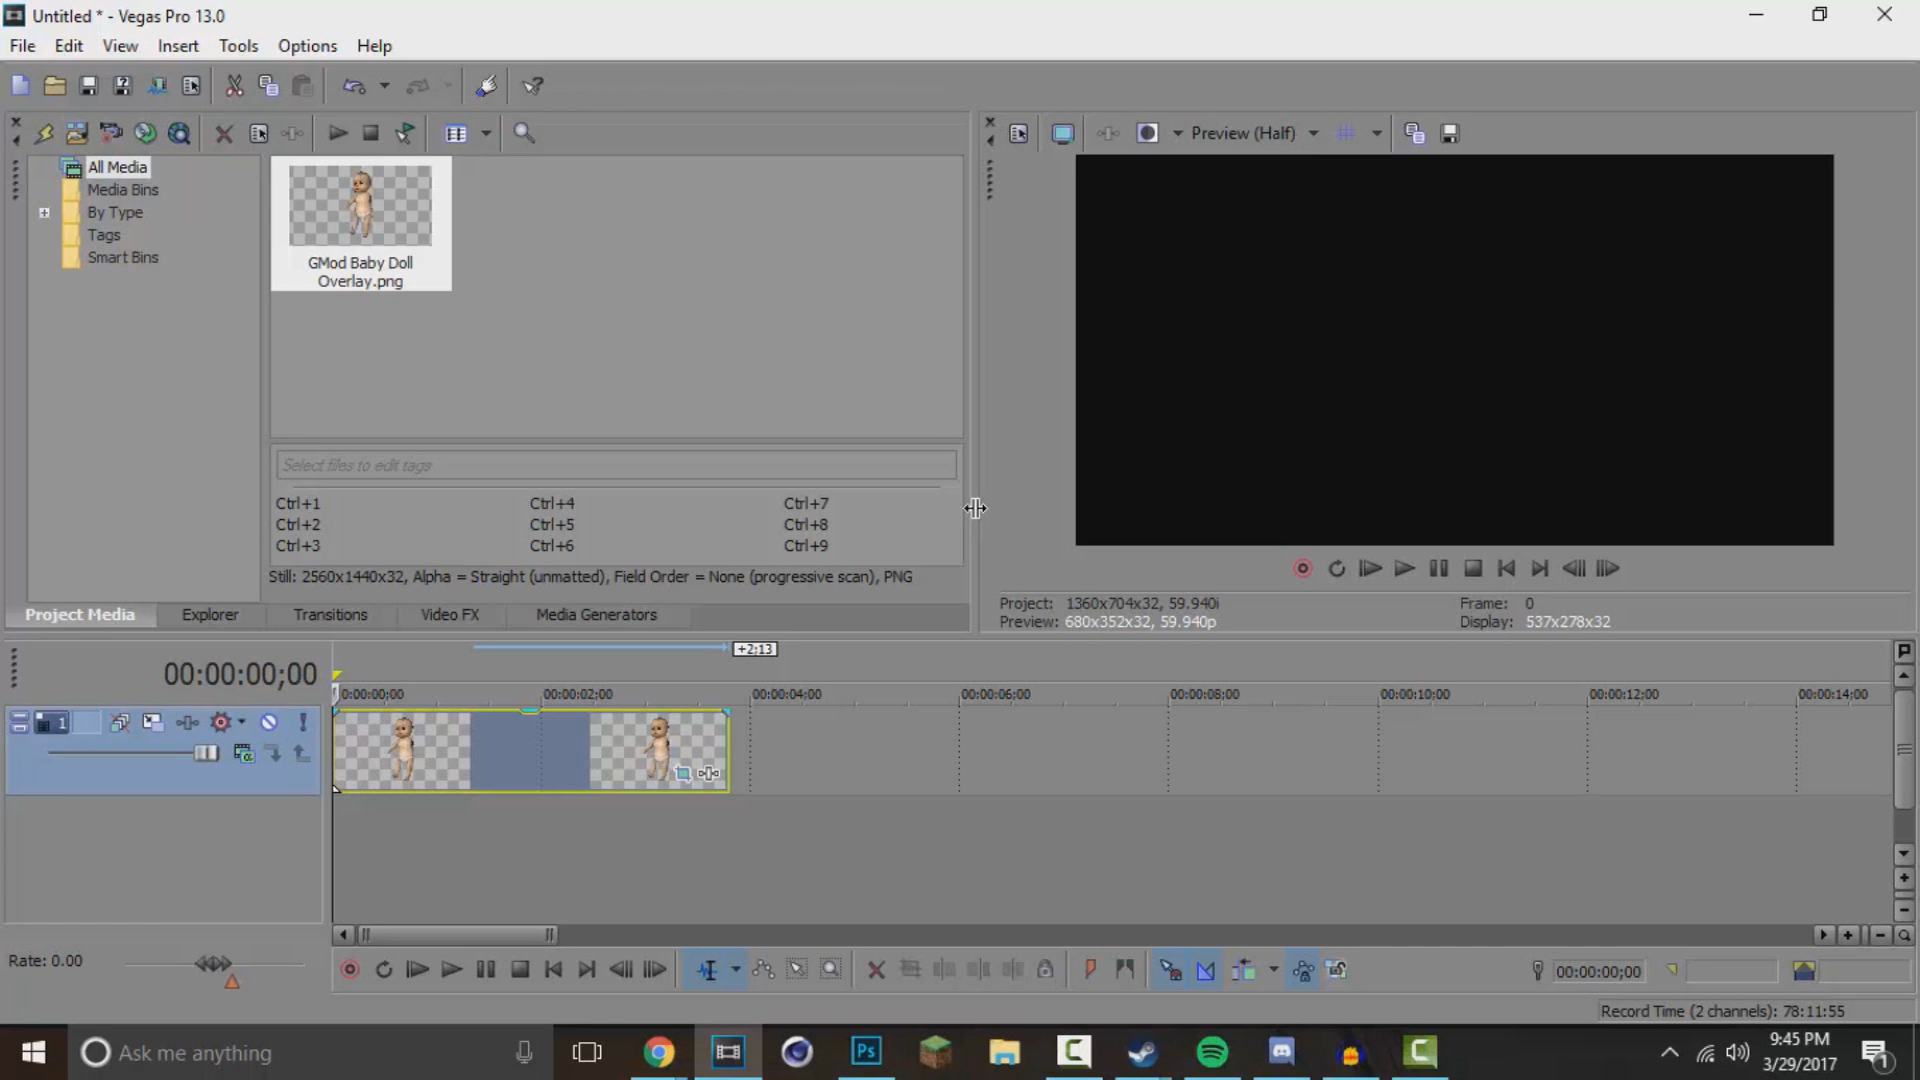 Untitled * - Vegas Pro 13.0
File Edit View Insert Tools Options Help
Preview (Half)
All Media
Media Bins
By Type
Tags
Smart Bins
GMod Baby Doll
Overlay.png
Select files to edit tags
Ctrl+1 Ctrl+4 Ctrl+7
Ctrl+2 Ctrl+5 Ctrl+8
Ctrl+3 Ctrl+6 Ctrl+9
Still: 2560x1440x32, Alpha = Straight (unmatted), Field Order = None (progressive scan), PNG
Project Media Explorer Transitions Video FX Media Generators
Project: 1360x704x32, 59.940i Frame: 0
Preview: 680x352x32, 59.940p Display: 537x278x32
+2;13
00:00:00;00
0:00:00;00 00:00:02;00 00:00:04;00 00:00:06;00 00:00:08;00 00:00:10;00 00:00:12;00 00:00:14;00
1
Rate: 0.00
00:00:00;00
Record Time (2 channels): 78:11:55
Ask me anything
Ps
9:45 PM
3/29/2017
1